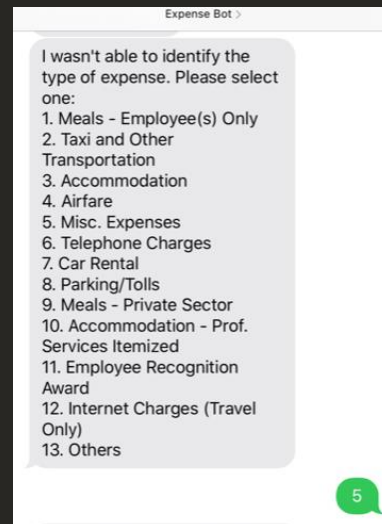 Expense Bot >
I wasn't able to identify the
type of expense. Please select
one:
1. Meals - Employee(s) Only
2. Taxi and Other
Transportation
3. Accommodation
4. Airfare
5. Misc. Expenses
6. Telephone Charges
7. Car Rental
8. Parking/Tolls
9. Meals - Private Sector
10. Accommodation - Prof.
Services Itemized
11. Employee Recognition
Award
12. Internet Charges (Travel
Only)
13. Others
5